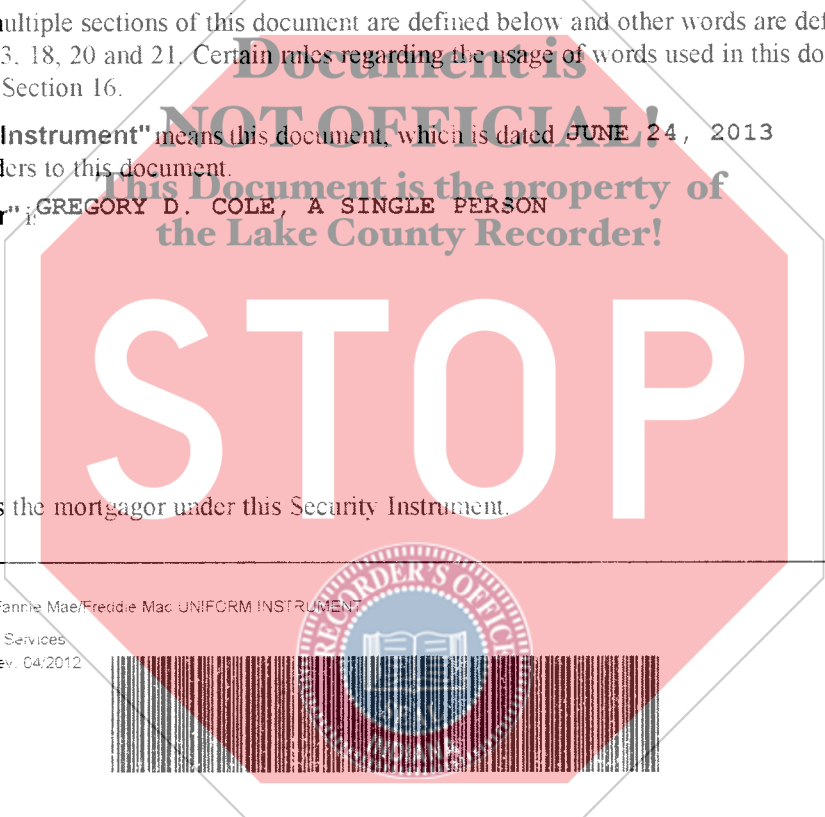 ultiple sections of this document are defined below and other words are def
3. 18, 20 and 21. Certain rules regarding the usage of words used in this do
Document is
Section 16.
NOT OFFICIAL!
Instrument" means this document, which is dated JUNE 24, 2013
ers to this document.
This Document is the property of
r" i GREGORY D. COLE, A SINGLE PERSON
the Lake County Recorder!
STOP
s the mortgagor under this Security Instrument.
RECORDER'S OFFICE
Fannie Mae/Freddie Mac UNIFORM INSTRUMENT
Services
ev. 04/2012
SEAL
INDIANA